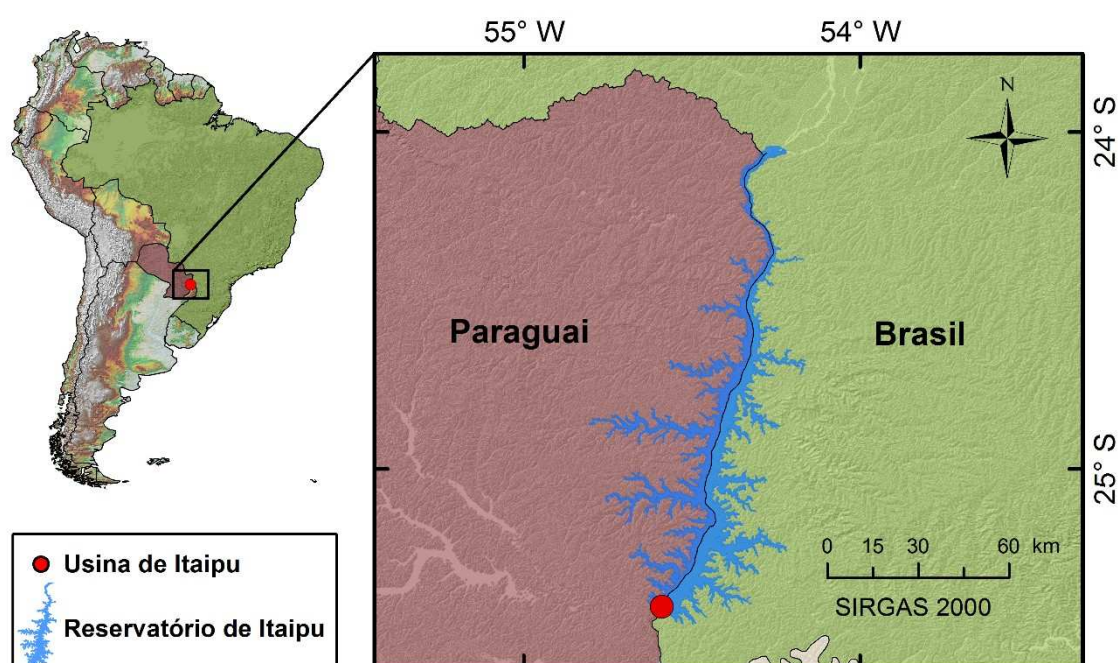 55° W
54° W
N
24° S
Paraguai
Brasil
25° S
0 15 30 60 km
SIRGAS 2000
Usina de Itaipu
Reservatório de Itaipu